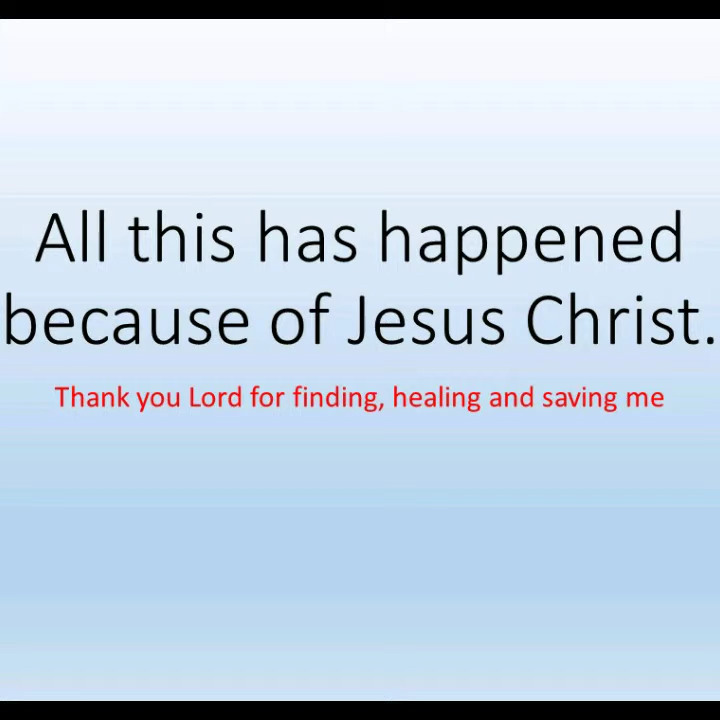 All this has happened
because of Jesus Christ.
Thank you Lord for finding, healing and saving me